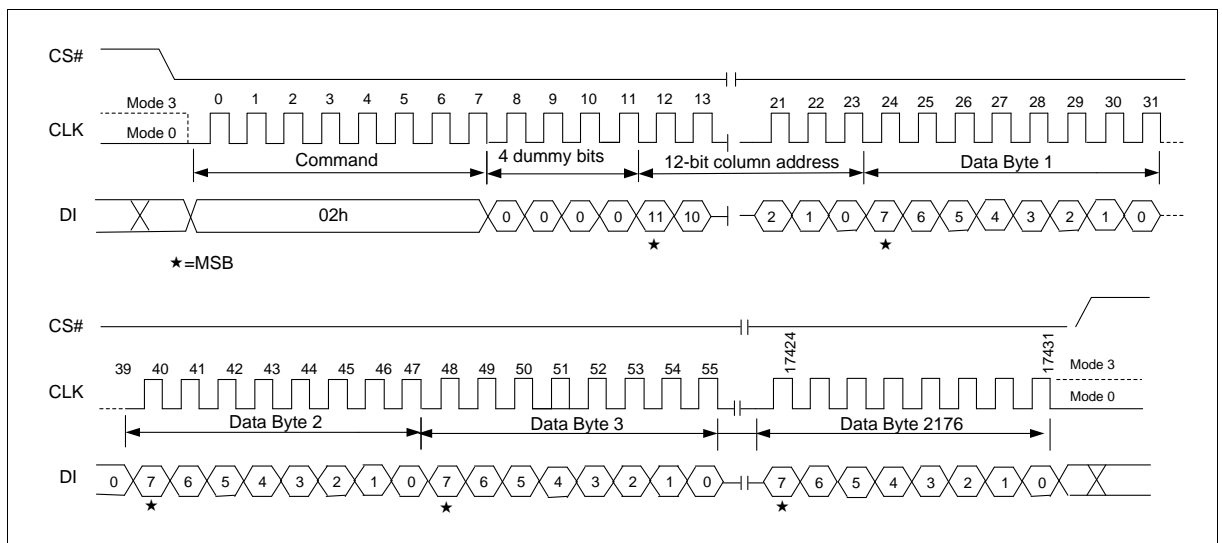 CS#
Mode 3 0 1 2 3 4 5 6 7 8 9 10 11 12 13 21 22 23 24 25 26 27 28 29 30 31
CLK Mode 0
Command 4 dummy bits 12-bit column address Data Byte 1
DI 02h 0 0 0 0 11 10 2 1 0 7 6 5 4 3 2 1 0
★ ★
★=MSB
CS#
39 40 41 42 43 44 45 46 47 48 49 50 51 52 53 54 55 17424 17431 Mode 3
CLK Mode 0
Data Byte 2 Data Byte 3 Data Byte 2176
DI 0 7 6 5 4 3 2 1 0 7 6 5 4 3 2 1 0 7 6 5 4 3 2 1 0
★ ★ ★